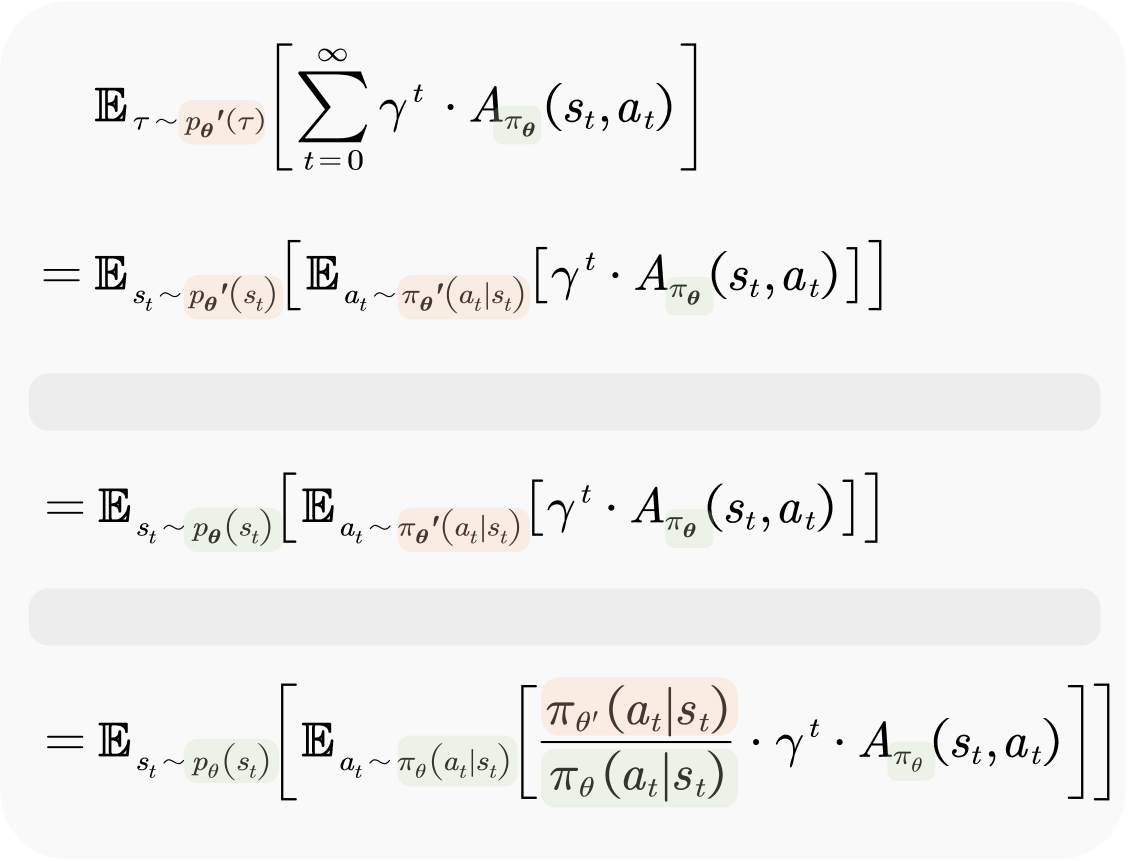 𝔼_{τ∼p_𝛉′(τ)} [ ∑_{t=0}^{∞} γ^t · A_{π_𝛉}(s_t, a_t) ]
= 𝔼_{s_t∼p_𝛉′(s_t)} [ 𝔼_{a_t∼π_𝛉′(a_t|s_t)} [ γ^t · A_{π_𝛉}(s_t, a_t) ] ]
= 𝔼_{s_t∼p_𝛉(s_t)} [ 𝔼_{a_t∼π_𝛉′(a_t|s_t)} [ γ^t · A_{π_𝛉}(s_t, a_t) ] ]
= 𝔼_{s_t∼p_θ(s_t)} [ 𝔼_{a_t∼π_θ(a_t|s_t)} [ \frac{π_{θ′}(a_t|s_t)}{π_θ(a_t|s_t)} · γ^t · A_{π_θ}(s_t, a_t) ] ]